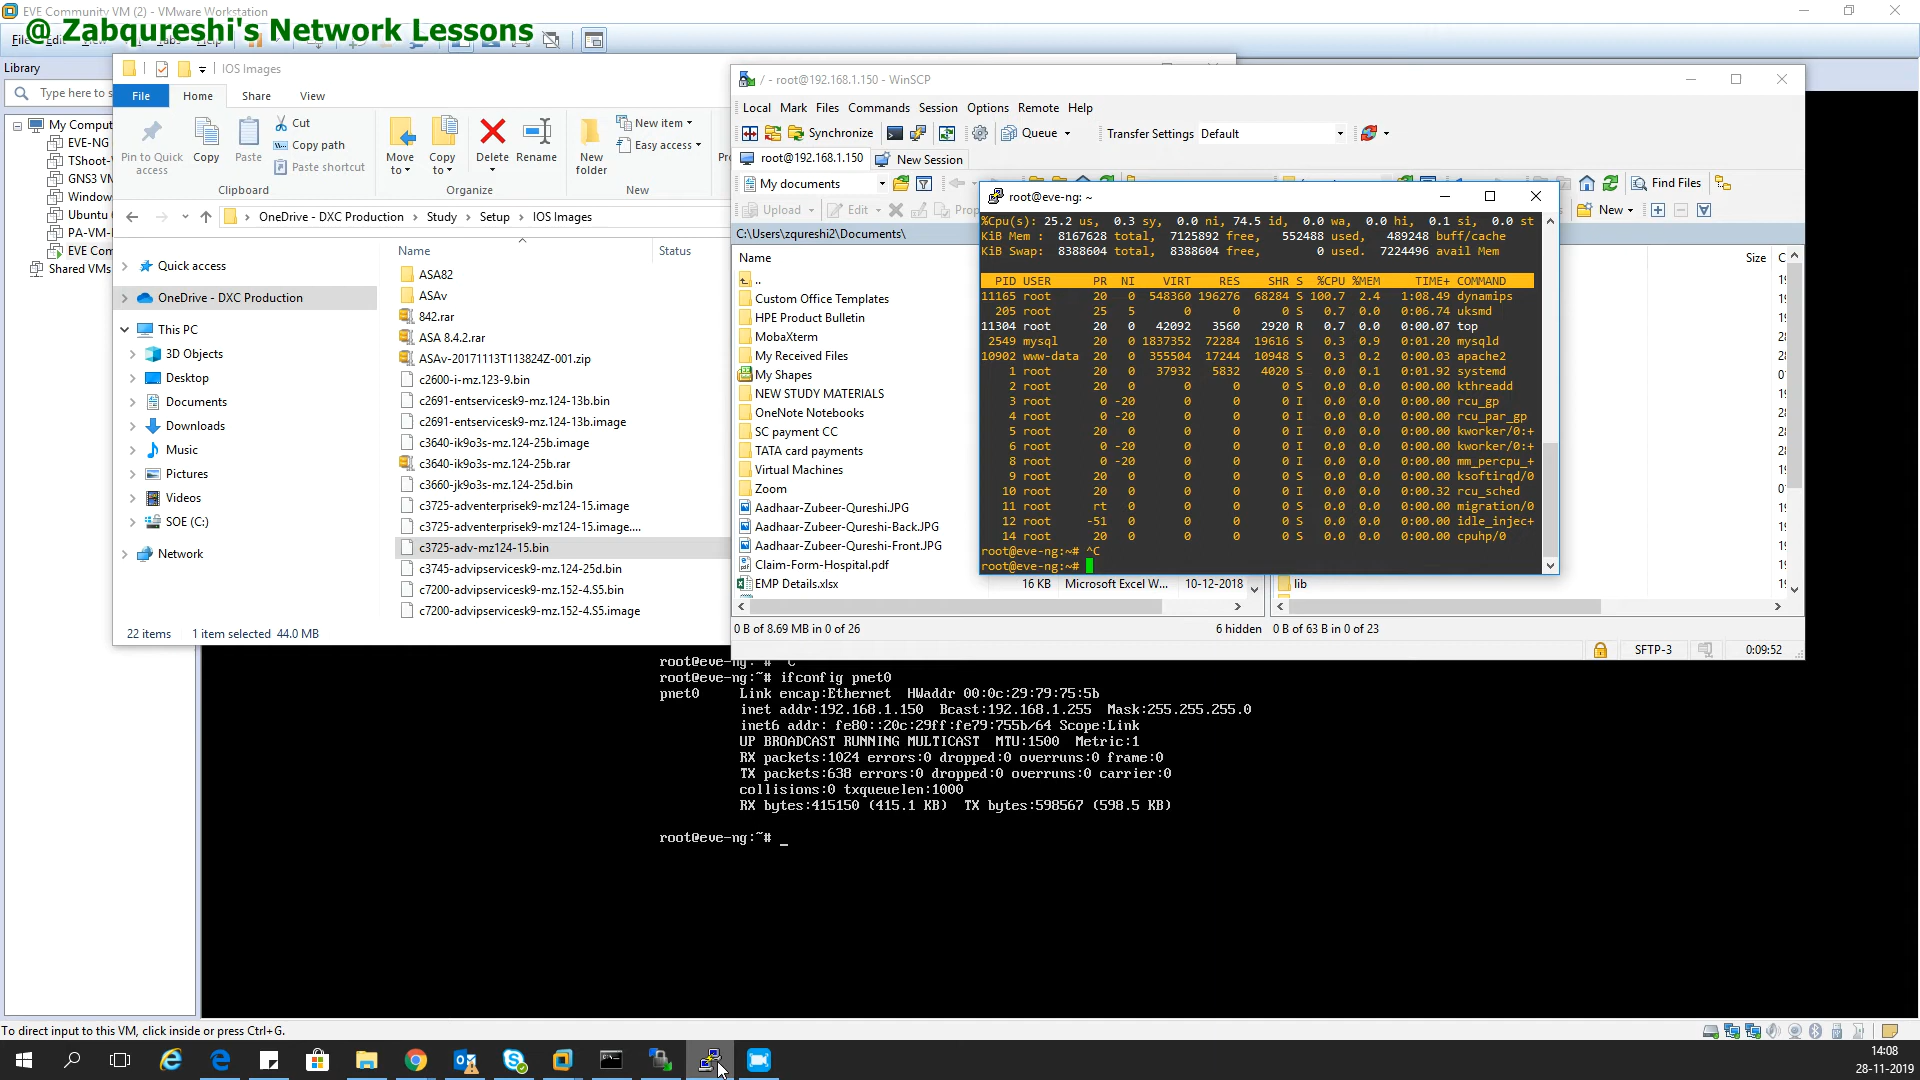 EVE Community VM (2) - VMware Workstation
@ Zabqureshi's Network Lessons
Library
Type here to s
My Comput
EVE-NG
TShoot-
GNS3 VM
Window
Ubuntu
PA-VM-
EVE Com
Shared VMs
IOS Images
File Home Share View
Pin to Quick access
Copy
Paste
Cut
Copy path
Paste shortcut
Clipboard
Move to
Copy to
Delete
Rename
Organize
New folder
New item
Easy access
New
OneDrive - DXC Production > Study > Setup > IOS Images
Quick access
OneDrive - DXC Production
This PC
3D Objects
Desktop
Documents
Downloads
Music
Pictures
Videos
SOE (C:)
Network
Name Status
ASA82
ASAv
842.rar
ASA 8.4.2.rar
ASAv-20171113T113824Z-001.zip
c2600-i-mz.123-9.bin
c2691-entservicesk9-mz.124-13b.bin
c2691-entservicesk9-mz.124-13b.image
c3640-ik9o3s-mz.124-25b.image
c3640-ik9o3s-mz.124-25b.rar
c3660-jk9o3s-mz.124-25d.bin
c3725-adventerprisek9-mz124-15.image
c3725-adventerprisek9-mz124-15.image....
c3725-adv-mz124-15.bin
c3745-advipservicesk9-mz.124-25d.bin
c7200-advipservicesk9-mz.152-4.S5.bin
c7200-advipservicesk9-mz.152-4.S5.image
22 items 1 item selected 44.0 MB
/ - root@192.168.1.150 - WinSCP
Local Mark Files Commands Session Options Remote Help
Synchronize Queue Transfer Settings Default
root@192.168.1.150 New Session
My documents Find Files
Upload Edit Prop New
C:\Users\zqureshi2\Documents\
Name Size
..
Custom Office Templates
HPE Product Bulletin
MobaXterm
My Received Files
My Shapes
NEW STUDY MATERIALS
OneNote Notebooks
SC payment CC
TATA card payments
Virtual Machines
Zoom
Aadhaar-Zubeer-Qureshi.JPG
Aadhaar-Zubeer-Qureshi-Back.JPG
Aadhaar-Zubeer-Qureshi-Front.JPG
Claim-Form-Hospital.pdf
EMP Details.xlsx 16 KB Microsoft Excel W... 10-12-2018
lib
0 B of 8.69 MB in 0 of 26 6 hidden 0 B of 63 B in 0 of 23
SFTP-3 0:09:52
root@eve-ng: ~
%Cpu(s): 25.2 us, 0.3 sy, 0.0 ni, 74.5 id, 0.0 wa, 0.0 hi, 0.1 si, 0.0 st
KiB Mem : 8167628 total, 7125892 free, 552488 used, 489248 buff/cache
KiB Swap: 8388604 total, 8388604 free, 0 used. 7224496 avail Mem
PID USER PR NI VIRT RES SHR S %CPU %MEM TIME+ COMMAND
11165 root 20 0 548360 196276 68284 S 100.7 2.4 1:08.49 dynamips
205 root 25 5 0 0 0 S 0.7 0.0 0:06.74 uksmd
11304 root 20 0 42092 3560 2920 R 0.7 0.0 0:00.07 top
2549 mysql 20 0 1837352 72284 19616 S 0.3 0.9 0:01.20 mysqld
10902 www-data 20 0 355504 17244 10948 S 0.3 0.2 0:00.03 apache2
1 root 20 0 37932 5832 4020 S 0.0 0.1 0:01.92 systemd
2 root 20 0 0 0 0 S 0.0 0.0 0:00.00 kthreadd
3 root 0 -20 0 0 0 I 0.0 0.0 0:00.00 rcu_gp
4 root 0 -20 0 0 0 I 0.0 0.0 0:00.00 rcu_par_gp
5 root 20 0 0 0 0 I 0.0 0.0 0:00.00 kworker/0:+
6 root 0 -20 0 0 0 I 0.0 0.0 0:00.00 kworker/0:+
8 root 0 -20 0 0 0 I 0.0 0.0 0:00.00 mm_percpu_+
9 root 20 0 0 0 0 S 0.0 0.0 0:00.00 ksoftirqd/0
10 root 20 0 0 0 0 I 0.0 0.0 0:00.32 rcu_sched
11 root rt 0 0 0 0 S 0.0 0.0 0:00.00 migration/0
12 root -51 0 0 0 0 S 0.0 0.0 0:00.00 idle_injec+
14 root 20 0 0 0 0 S 0.0 0.0 0:00.00 cpuhp/0
root@eve-ng:~# ^C
root@eve-ng:~#
root@eve-ng:~# ifconfig pnet0
pnet0 Link encap:Ethernet HWaddr 00:0c:29:79:75:5b
inet addr:192.168.1.150 Bcast:192.168.1.255 Mask:255.255.255.0
inet6 addr: fe80::20c:29ff:fe79:755b/64 Scope:Link
UP BROADCAST RUNNING MULTICAST MTU:1500 Metric:1
RX packets:1024 errors:0 dropped:0 overruns:0 frame:0
TX packets:638 errors:0 dropped:0 overruns:0 carrier:0
collisions:0 txqueuelen:1000
RX bytes:415150 (415.1 KB) TX bytes:598567 (598.5 KB)
root@eve-ng:~# _
To direct input to this VM, click inside or press Ctrl+G.
14:08
28-11-2019